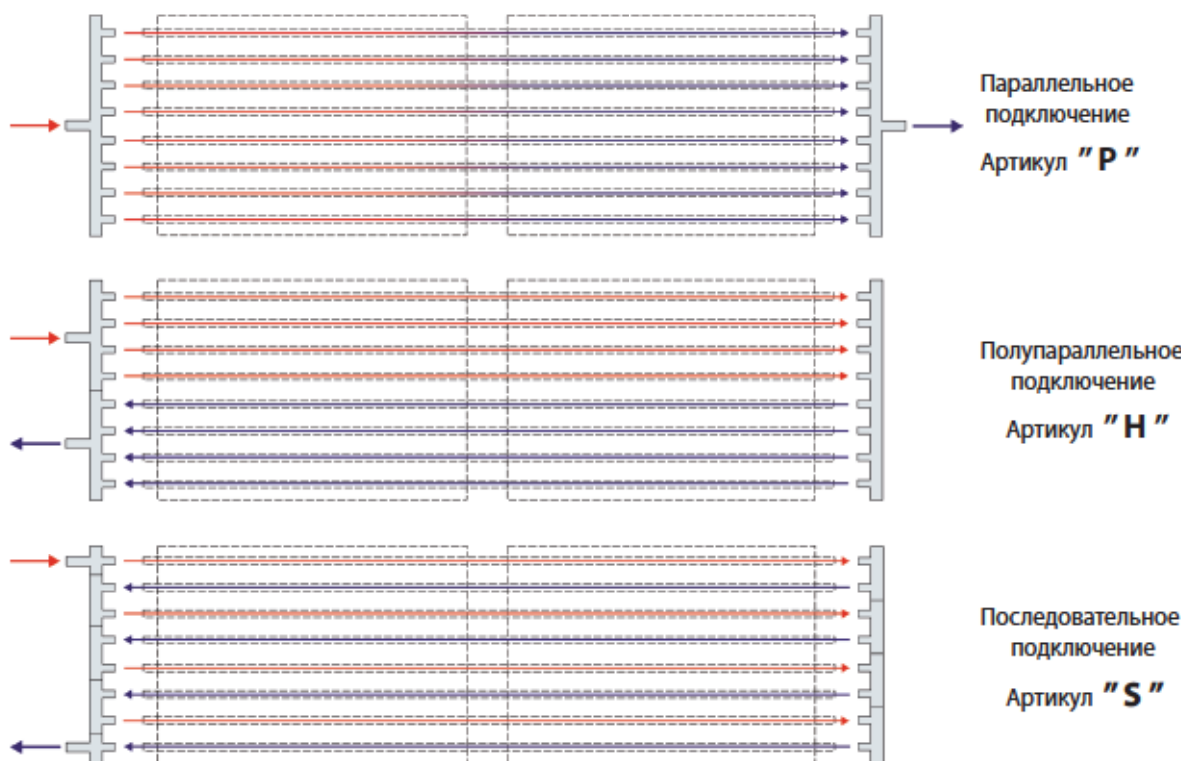 Параллельное
подключение
Артикул "P"
Полупараллельное
подключение
Артикул "H"
Последовательное
подключение
Артикул "S"